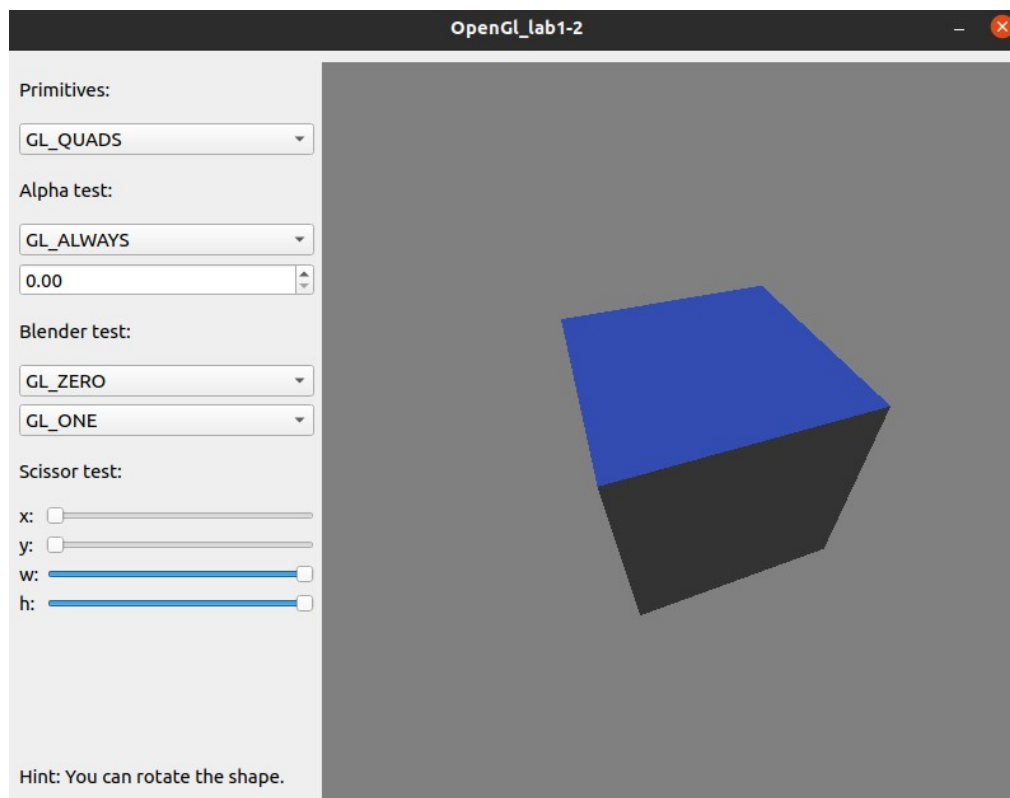 OpenGl_lab1-2
Primitives:
GL_QUADS
Alpha test:
GL_ALWAYS
0.00
Blender test:
GL_ZERO
GL_ONE
Scissor test:
x:
y:
w:
h:
Hint: You can rotate the shape.